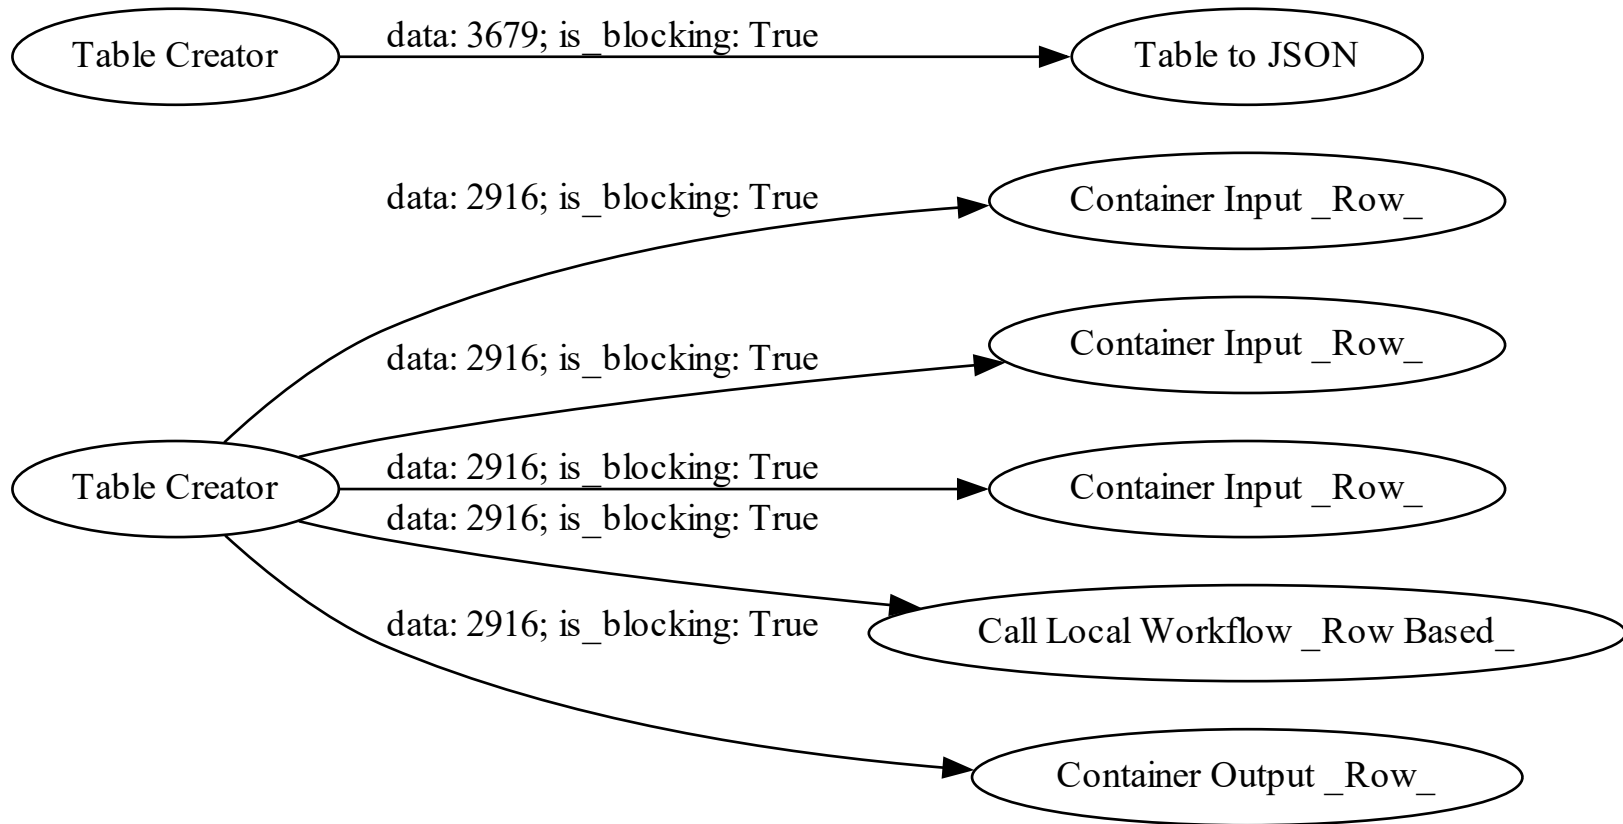 Table Creator
data: 3679; is_blocking: True
Table to JSON
data: 2916; is_blocking: True
Container Input _Row_
data: 2916; is_blocking: True
Container Input _Row_
Table Creator
data: 2916; is_blocking: True
Container Input _Row_
data: 2916; is_blocking: True
Call Local Workflow _Row Based_
data: 2916; is_blocking: True
Container Output _Row_